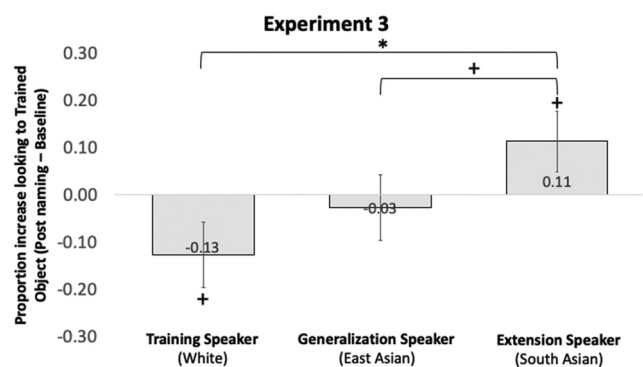 Experiment 3
Proportion increase looking to Trained
Object (Post naming – Baseline)
0.30
0.20
0.10
0.00
-0.10
-0.20
-0.30
*
+
+
0.11
-0.03
-0.13
+
Training Speaker
(White)
Generalization Speaker
(East Asian)
Extension Speaker
(South Asian)